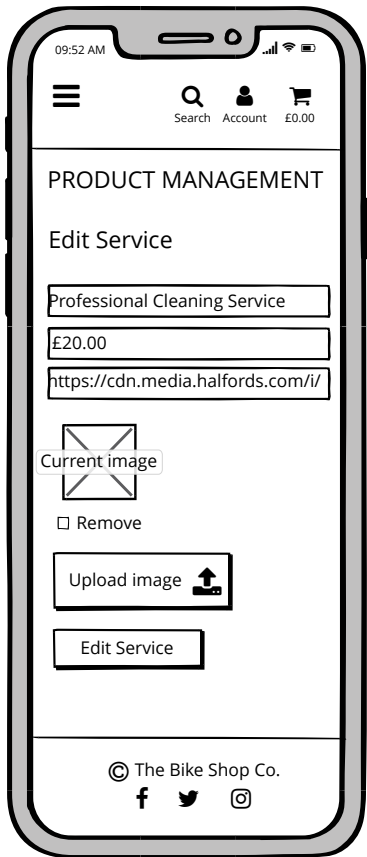 09:52 AM
Search Account £0.00
PRODUCT MANAGEMENT
Edit Service
Professional Cleaning Service
£20.00
https://cdn.media.halfords.com/i/
Current image
Remove
Upload image
Edit Service
© The Bike Shop Co.